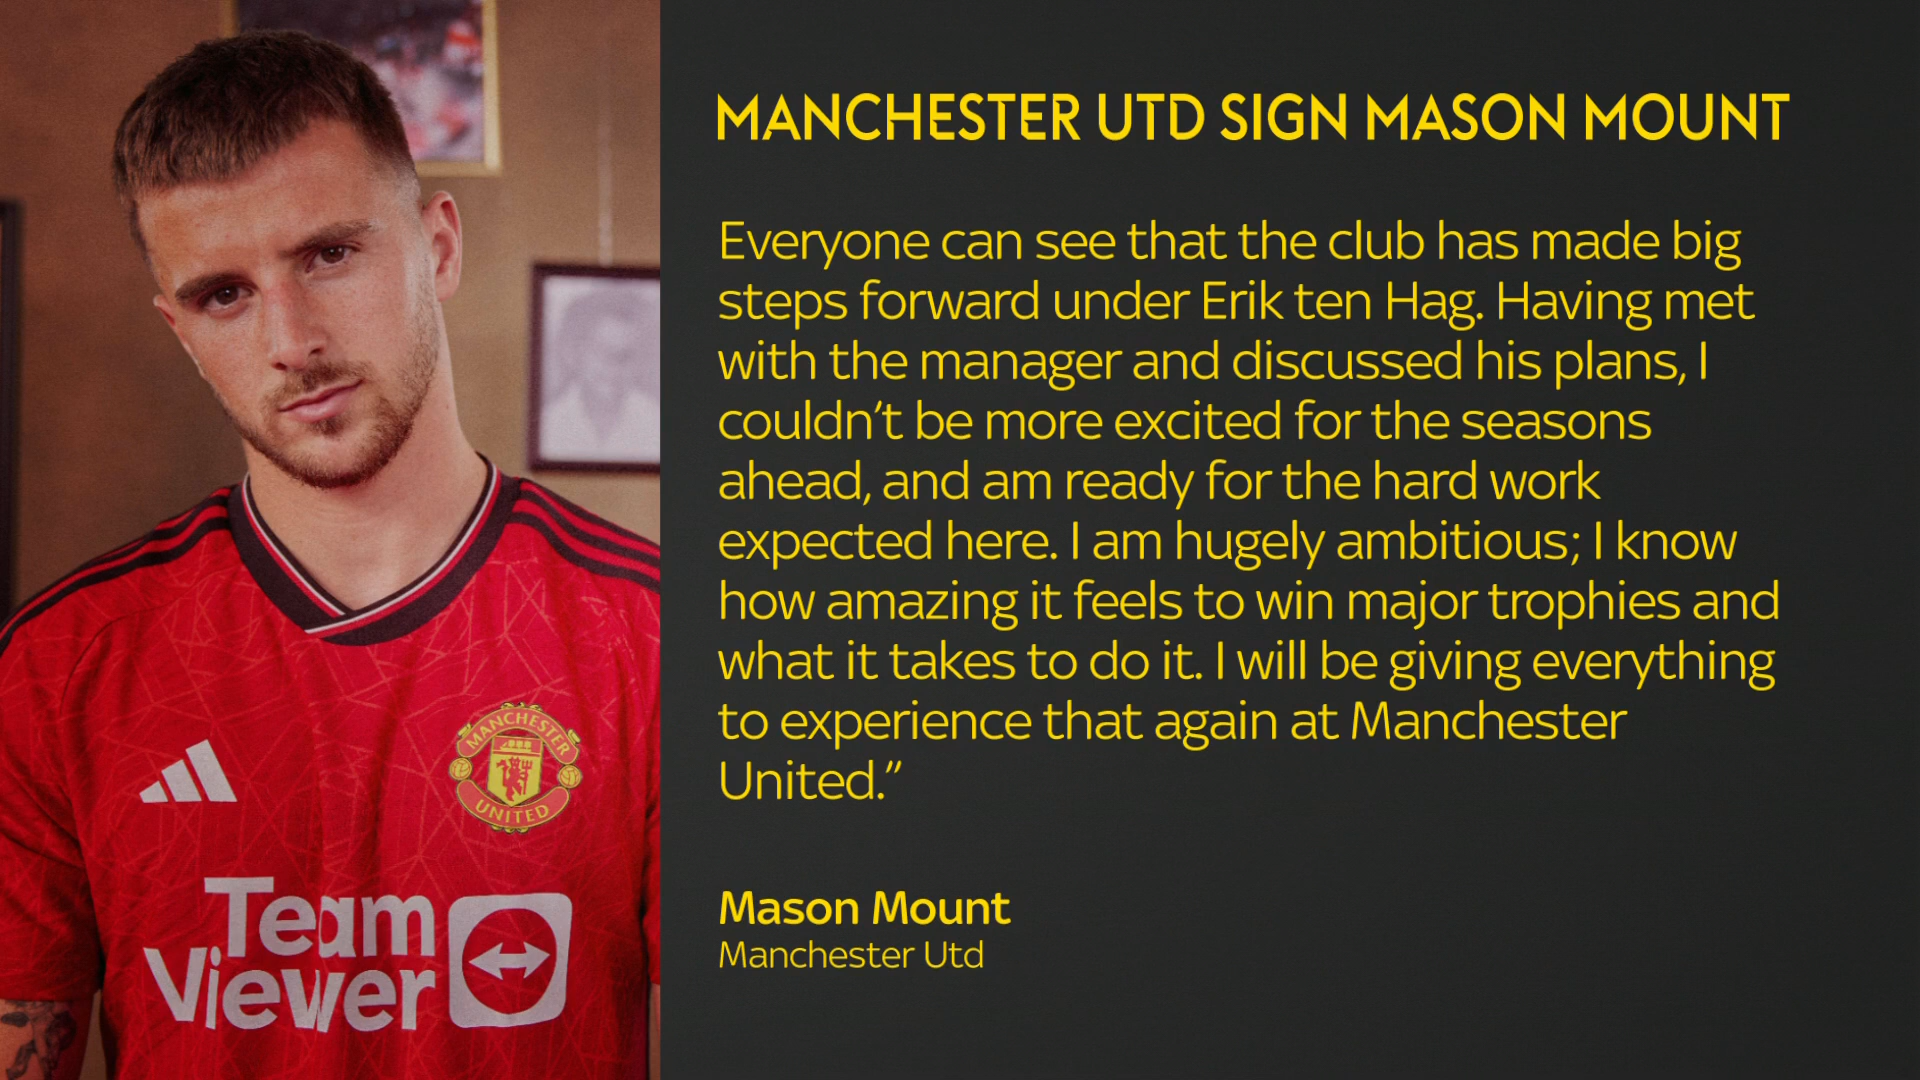 MANCHESTER UTD SIGN MASON MOUNT
Everyone can see that the club has made big
steps forward under Erik ten Hag. Having met
with the manager and discussed his plans, I
couldn’t be more excited for the seasons
ahead, and am ready for the hard work
expected here. I am hugely ambitious; I know
how amazing it feels to win major trophies and
what it takes to do it. I will be giving everything
to experience that again at Manchester
United.”
Mason Mount
Manchester Utd
MANCHESTER
UNITED
Team
Viewer